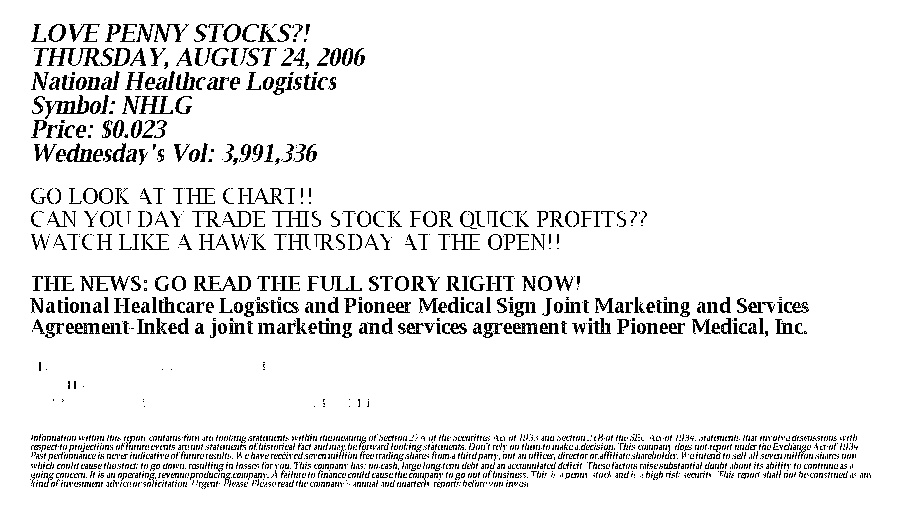 LOVE PENNY STOCKS?!
THURSDAY, AUGUST 24, 2006
National Healthcare Logistics
Symbol: NHLG
Price: $0.023
Wednesday's Vol: 3,991,336
GO LOOK AT THE CHART!!
CAN YOU DAY TRADE THIS STOCK FOR QUICK PROFITS??
WATCH LIKE A HAWK THURSDAY AT THE OPEN!!
THE NEWS: GO READ THE FULL STORY RIGHT NOW!
National Healthcare Logistics and Pioneer Medical Sign Joint Marketing and Services
Agreement-Inked a joint marketing and services agreement with Pioneer Medical, Inc.
Information within this report contains forward looking statements within the meaning of Section 27A of the Securities Act of 1933 and Section 21B of the SEC Act of 1934. Statements that involve discussions with
respect to projections of future events are not statements of historical fact and may be forward looking statements. Don't rely on them to make a decision. This company does not report under the Exchange Act of 1934
Past performance is never indicative of future results. We have received seven million free trading shares from a third party, not an officer, director or affiliate shareholder. We intend to sell all seven million shares now
which could cause the stock to go down, resulting in losses for you. This company has: no cash, large long term debt and an accumulated deficit. These factors raise substantial doubt about its ability to continue as a
going concern. It is an operating, revenue producing company. A failure to finance could cause the company to go out of business. This is a penny stock and is a high risk security. This report shall not be construed as any
kind of investment advice or solicitation. Urgent: Please Please read the company's annual and quarterly reports before you invest